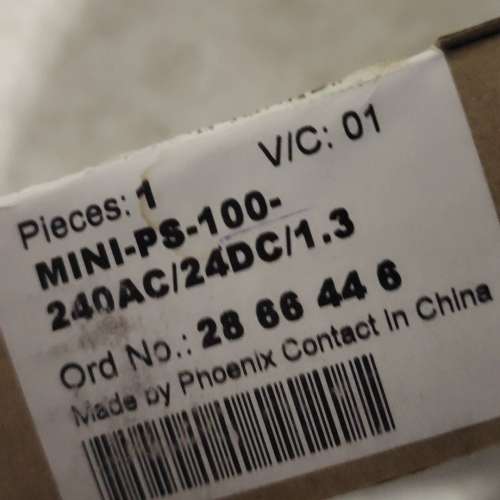 Pieces: 1 V/C: 01
MINI-PS-100-
240AC/24DC/1.3
Ord No.: 28 66 44 6
Made by Phoenix Contact in China